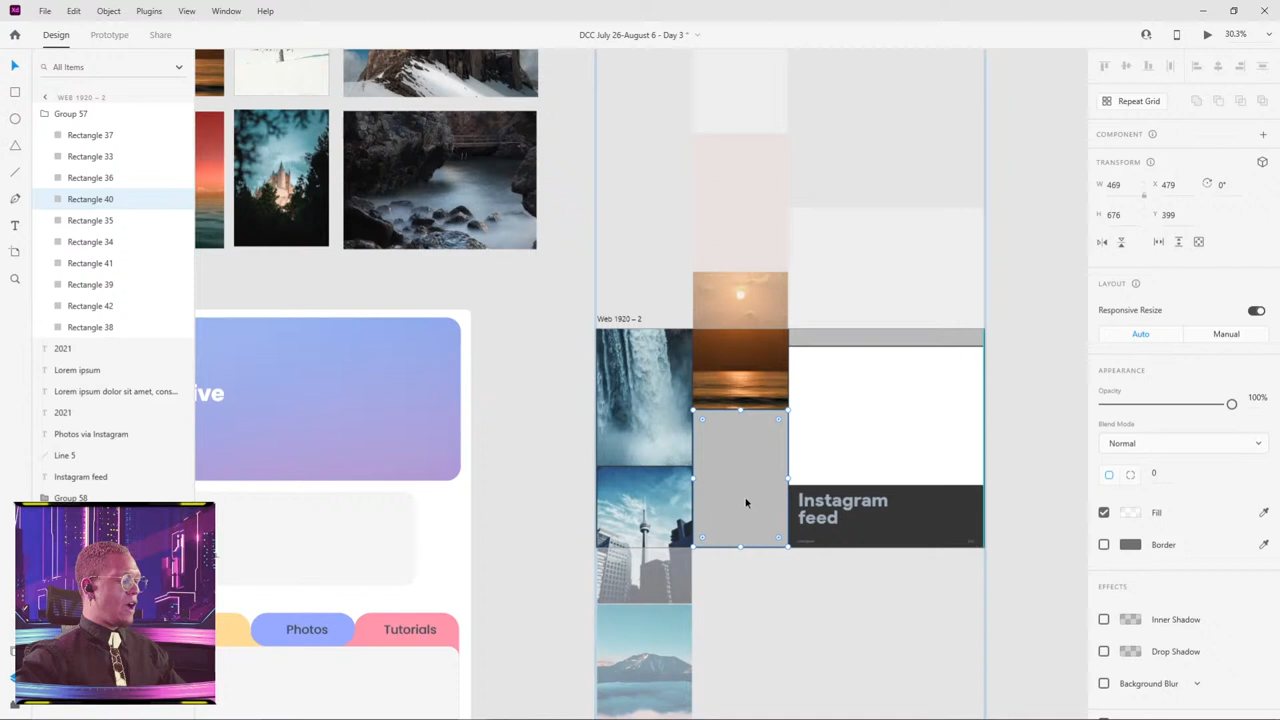 Xd File Edit Object Plugins View Window Help
Design Prototype Share
DCC July 26-August 6 - Day 3 *
30.3%
All Items
WEB 1920 – 2
Group 57
Rectangle 37
Rectangle 33
Rectangle 36
Rectangle 40
Rectangle 35
Rectangle 34
Rectangle 41
Rectangle 39
Rectangle 42
Rectangle 38
2021
Lorem ipsum
Lorem ipsum dolor sit amet, cons...
2021
Photos via Instagram
Line 5
Instagram feed
Group 58
ive
Photos
Tutorials
Web 1920 – 2
Instagram
feed
Repeat Grid
COMPONENT
TRANSFORM
W 469 X 479 0°
H 676 Y 399
LAYOUT
Responsive Resize
Auto Manual
APPEARANCE
Opacity
100%
Blend Mode
Normal
0
Fill
Border
EFFECTS
Inner Shadow
Drop Shadow
Background Blur